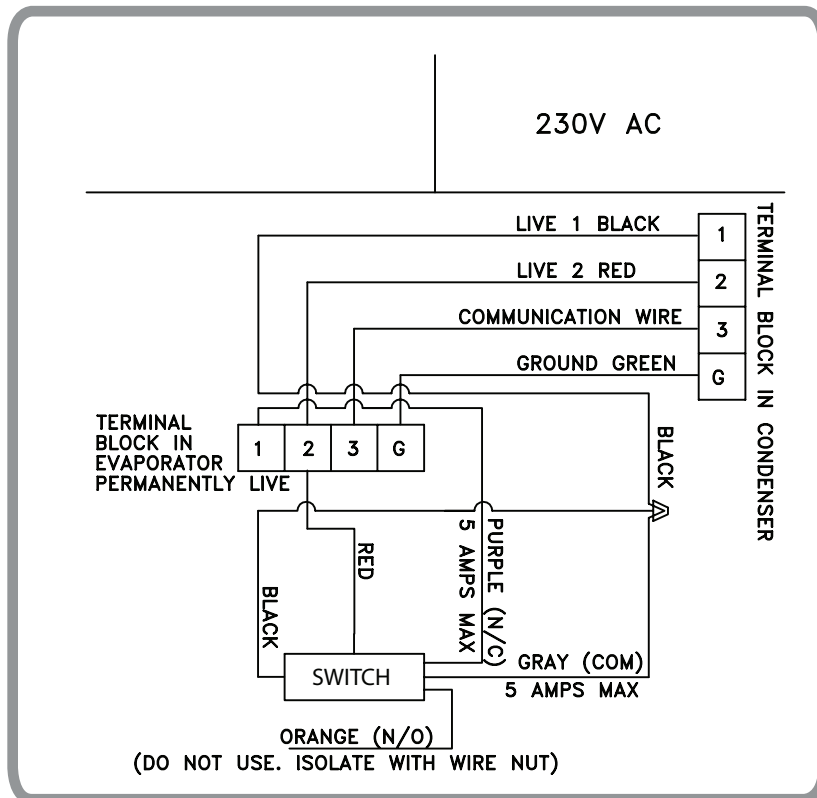 230V AC
LIVE 1 BLACK
1
LIVE 2 RED
2
COMMUNICATION WIRE
3
GROUND GREEN
G
TERMINAL BLOCK IN CONDENSER
TERMINAL
BLOCK IN
EVAPORATOR
PERMANENTLY LIVE
1
2
3
G
BLACK
RED
PURPLE (N/C)
5 AMPS MAX
BLACK
SWITCH
GRAY (COM)
5 AMPS MAX
ORANGE (N/O)
(DO NOT USE. ISOLATE WITH WIRE NUT)